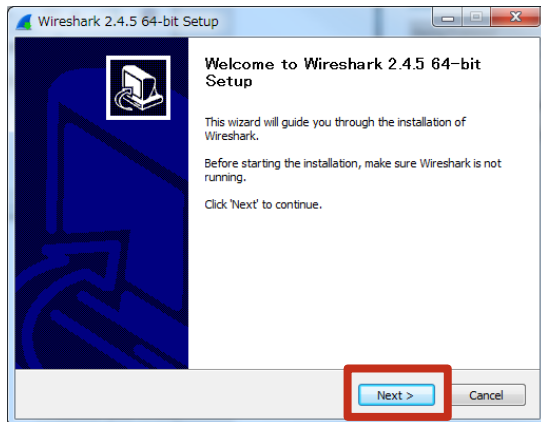 Wireshark 2.4.5 64-bit Setup
Welcome to Wireshark 2.4.5 64-bit
Setup
This wizard will guide you through the installation of
Wireshark.
Before starting the installation, make sure Wireshark is not
running.
Click 'Next' to continue.
Next >
Cancel